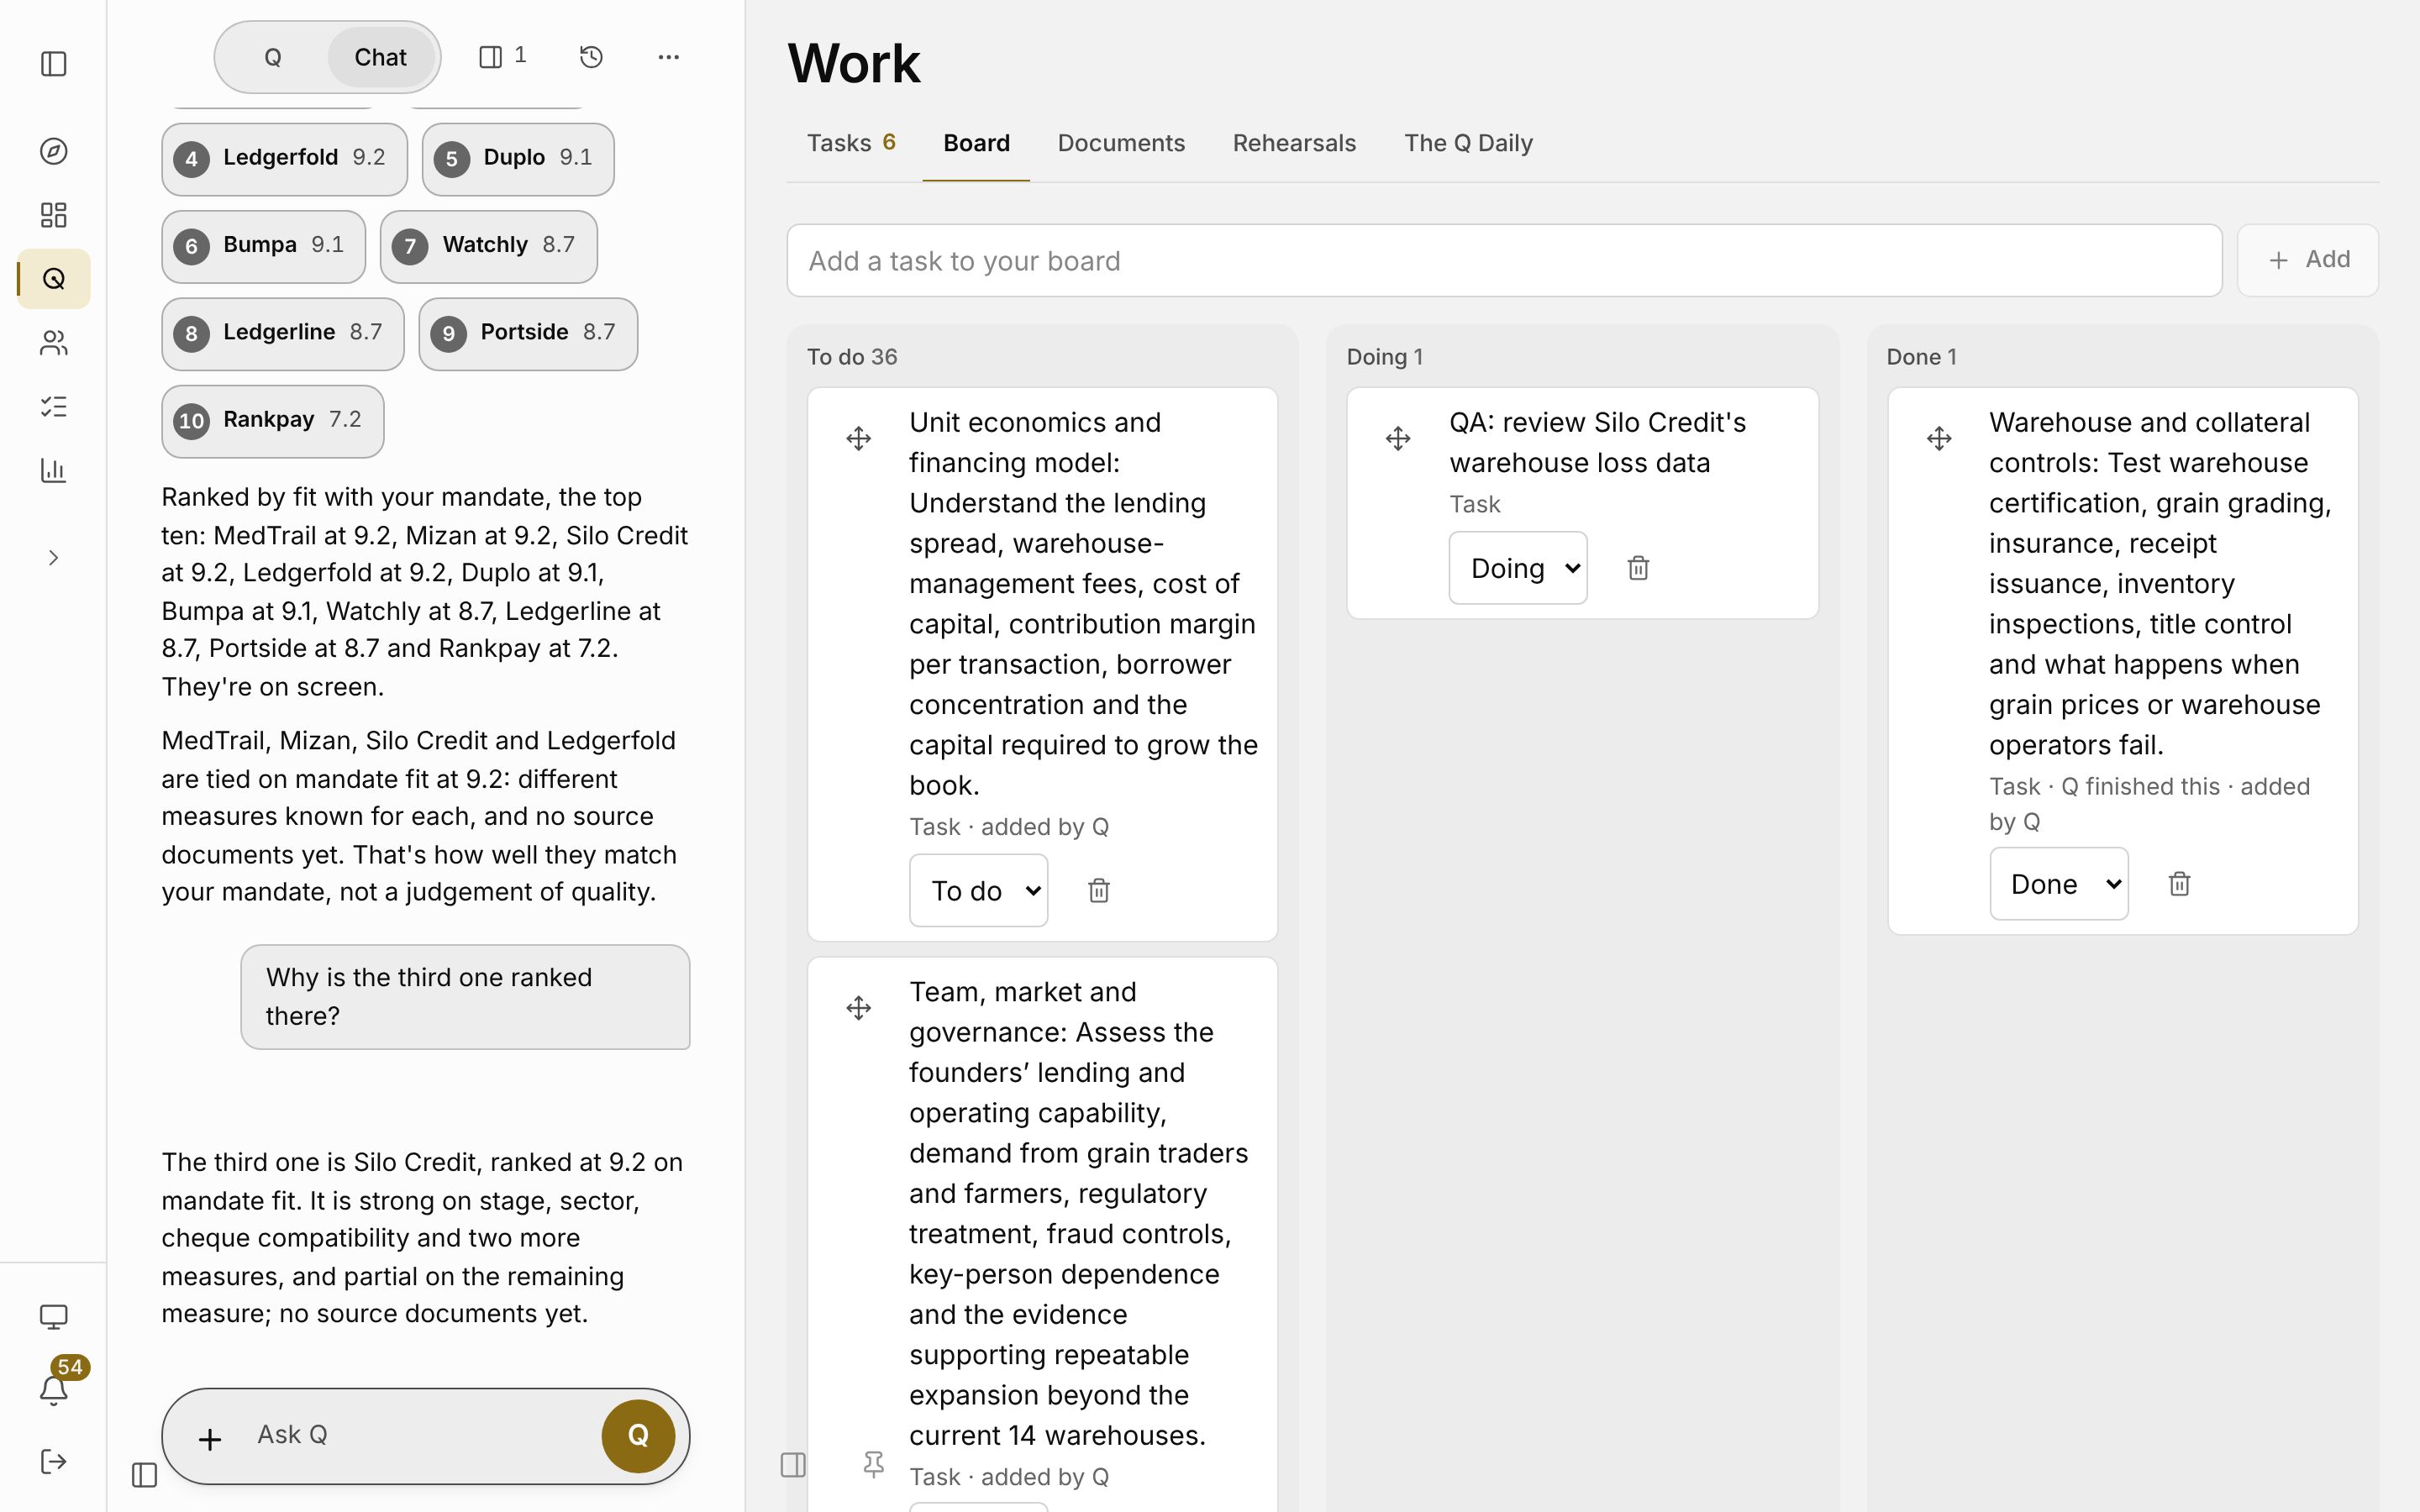 Q
Chat
1
4 Ledgerfold 9.2
5 Duplo 9.1
6 Bumpa 9.1
7 Watchly 8.7
8 Ledgerline 8.7
9 Portside 8.7
10 Rankpay 7.2
Ranked by fit with your mandate, the top
ten: MedTrail at 9.2, Mizan at 9.2, Silo Credit
at 9.2, Ledgerfold at 9.2, Duplo at 9.1,
Bumpa at 9.1, Watchly at 8.7, Ledgerline at
8.7, Portside at 8.7 and Rankpay at 7.2.
They're on screen.
MedTrail, Mizan, Silo Credit and Ledgerfold
are tied on mandate fit at 9.2: different
measures known for each, and no source
documents yet. That's how well they match
your mandate, not a judgement of quality.
Why is the third one ranked
there?
The third one is Silo Credit, ranked at 9.2 on
mandate fit. It is strong on stage, sector,
cheque compatibility and two more
measures, and partial on the remaining
measure; no source documents yet.
Ask Q
Q
Q
54
Work
Tasks 6
Board
Documents
Rehearsals
The Q Daily
Add a task to your board
Add
To do 36
Unit economics and
financing model:
Understand the lending
spread, warehouse-
management fees, cost of
capital, contribution margin
per transaction, borrower
concentration and the
capital required to grow the
book.
Task · added by Q
To do
Team, market and
governance: Assess the
founders’ lending and
operating capability,
demand from grain traders
and farmers, regulatory
treatment, fraud controls,
key-person dependence
and the evidence
supporting repeatable
expansion beyond the
current 14 warehouses.
Task · added by Q
Doing 1
QA: review Silo Credit's
warehouse loss data
Task
Doing
Done 1
Warehouse and collateral
controls: Test warehouse
certification, grain grading,
insurance, receipt
issuance, inventory
inspections, title control
and what happens when
grain prices or warehouse
operators fail.
Task · Q finished this · added
by Q
Done